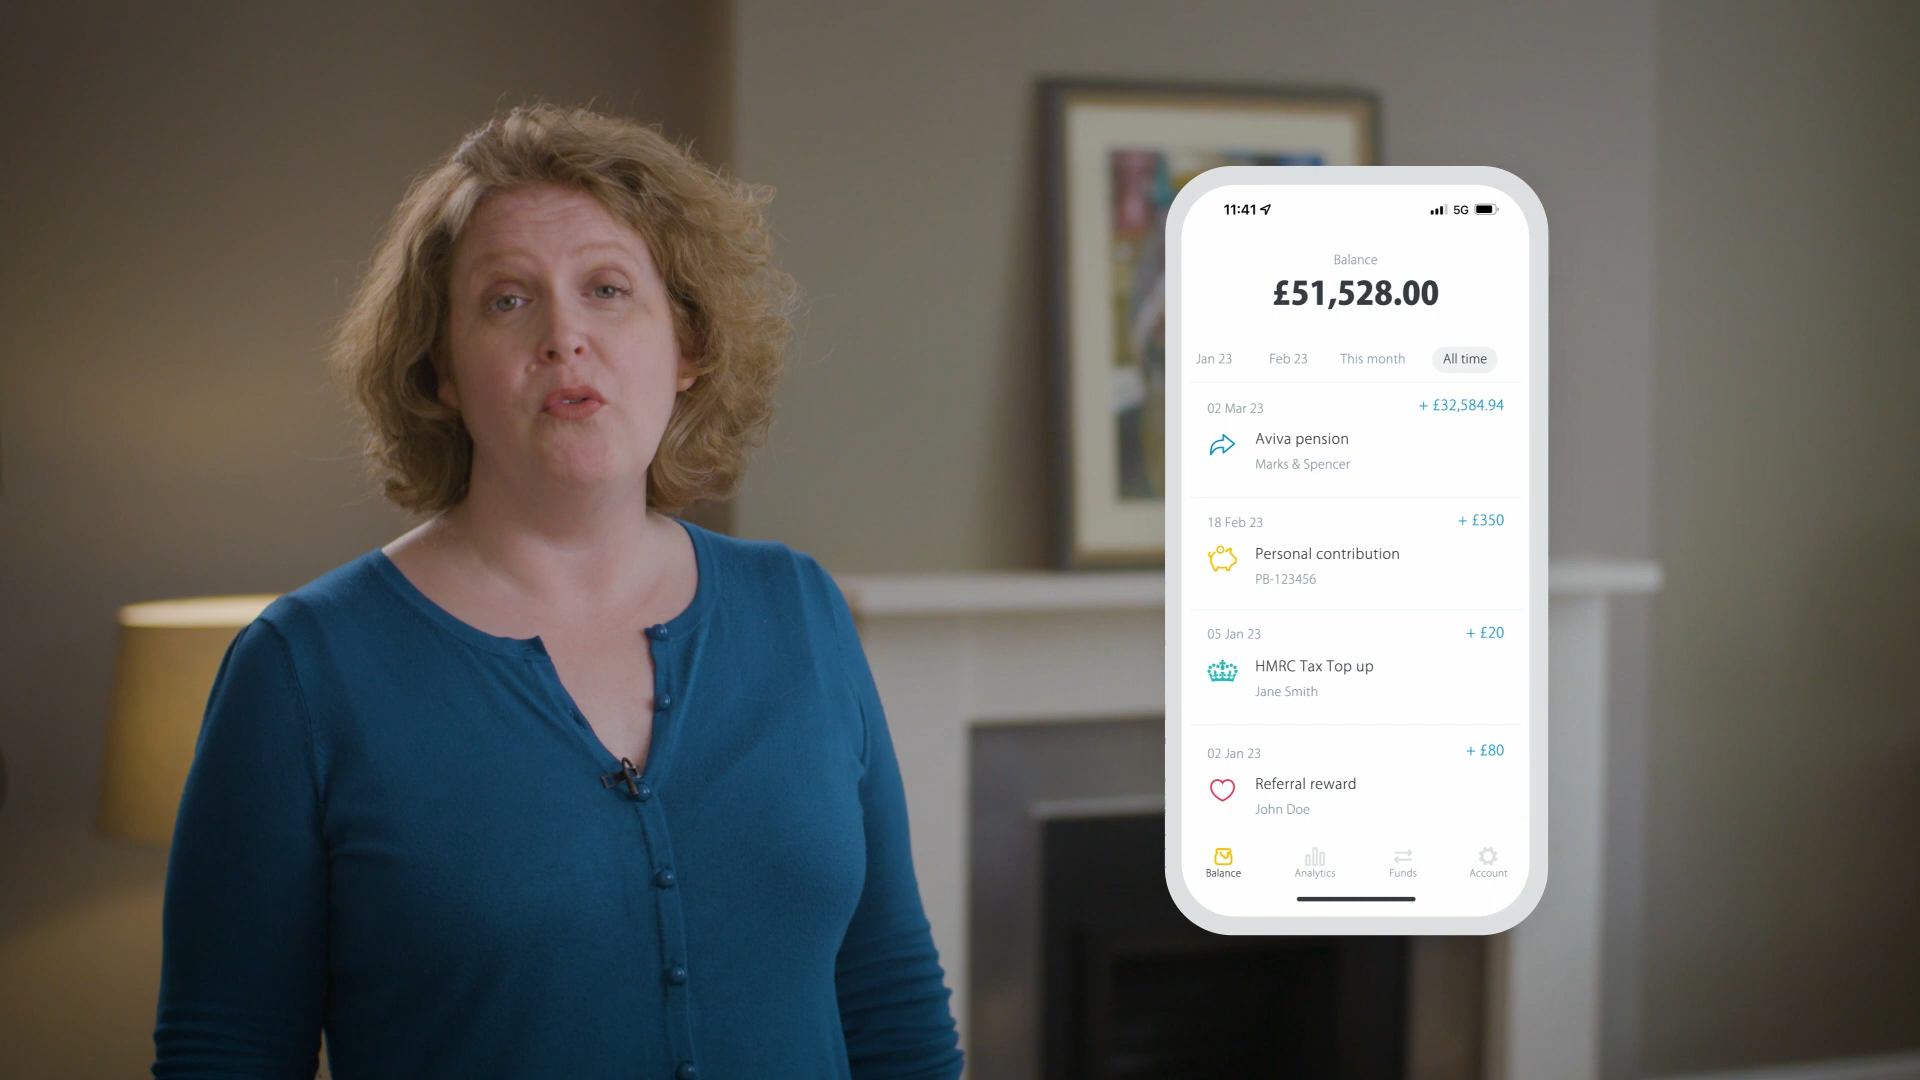 11:41
5G
Balance
£51,528.00
Jan 23 Feb 23 This month All time
02 Mar 23 + £32,584.94
Aviva pension
Marks & Spencer
18 Feb 23 + £350
Personal contribution
PB-123456
05 Jan 23 + £20
HMRC Tax Top up
Jane Smith
02 Jan 23 + £80
Referral reward
John Doe
Balance Analytics Funds Account